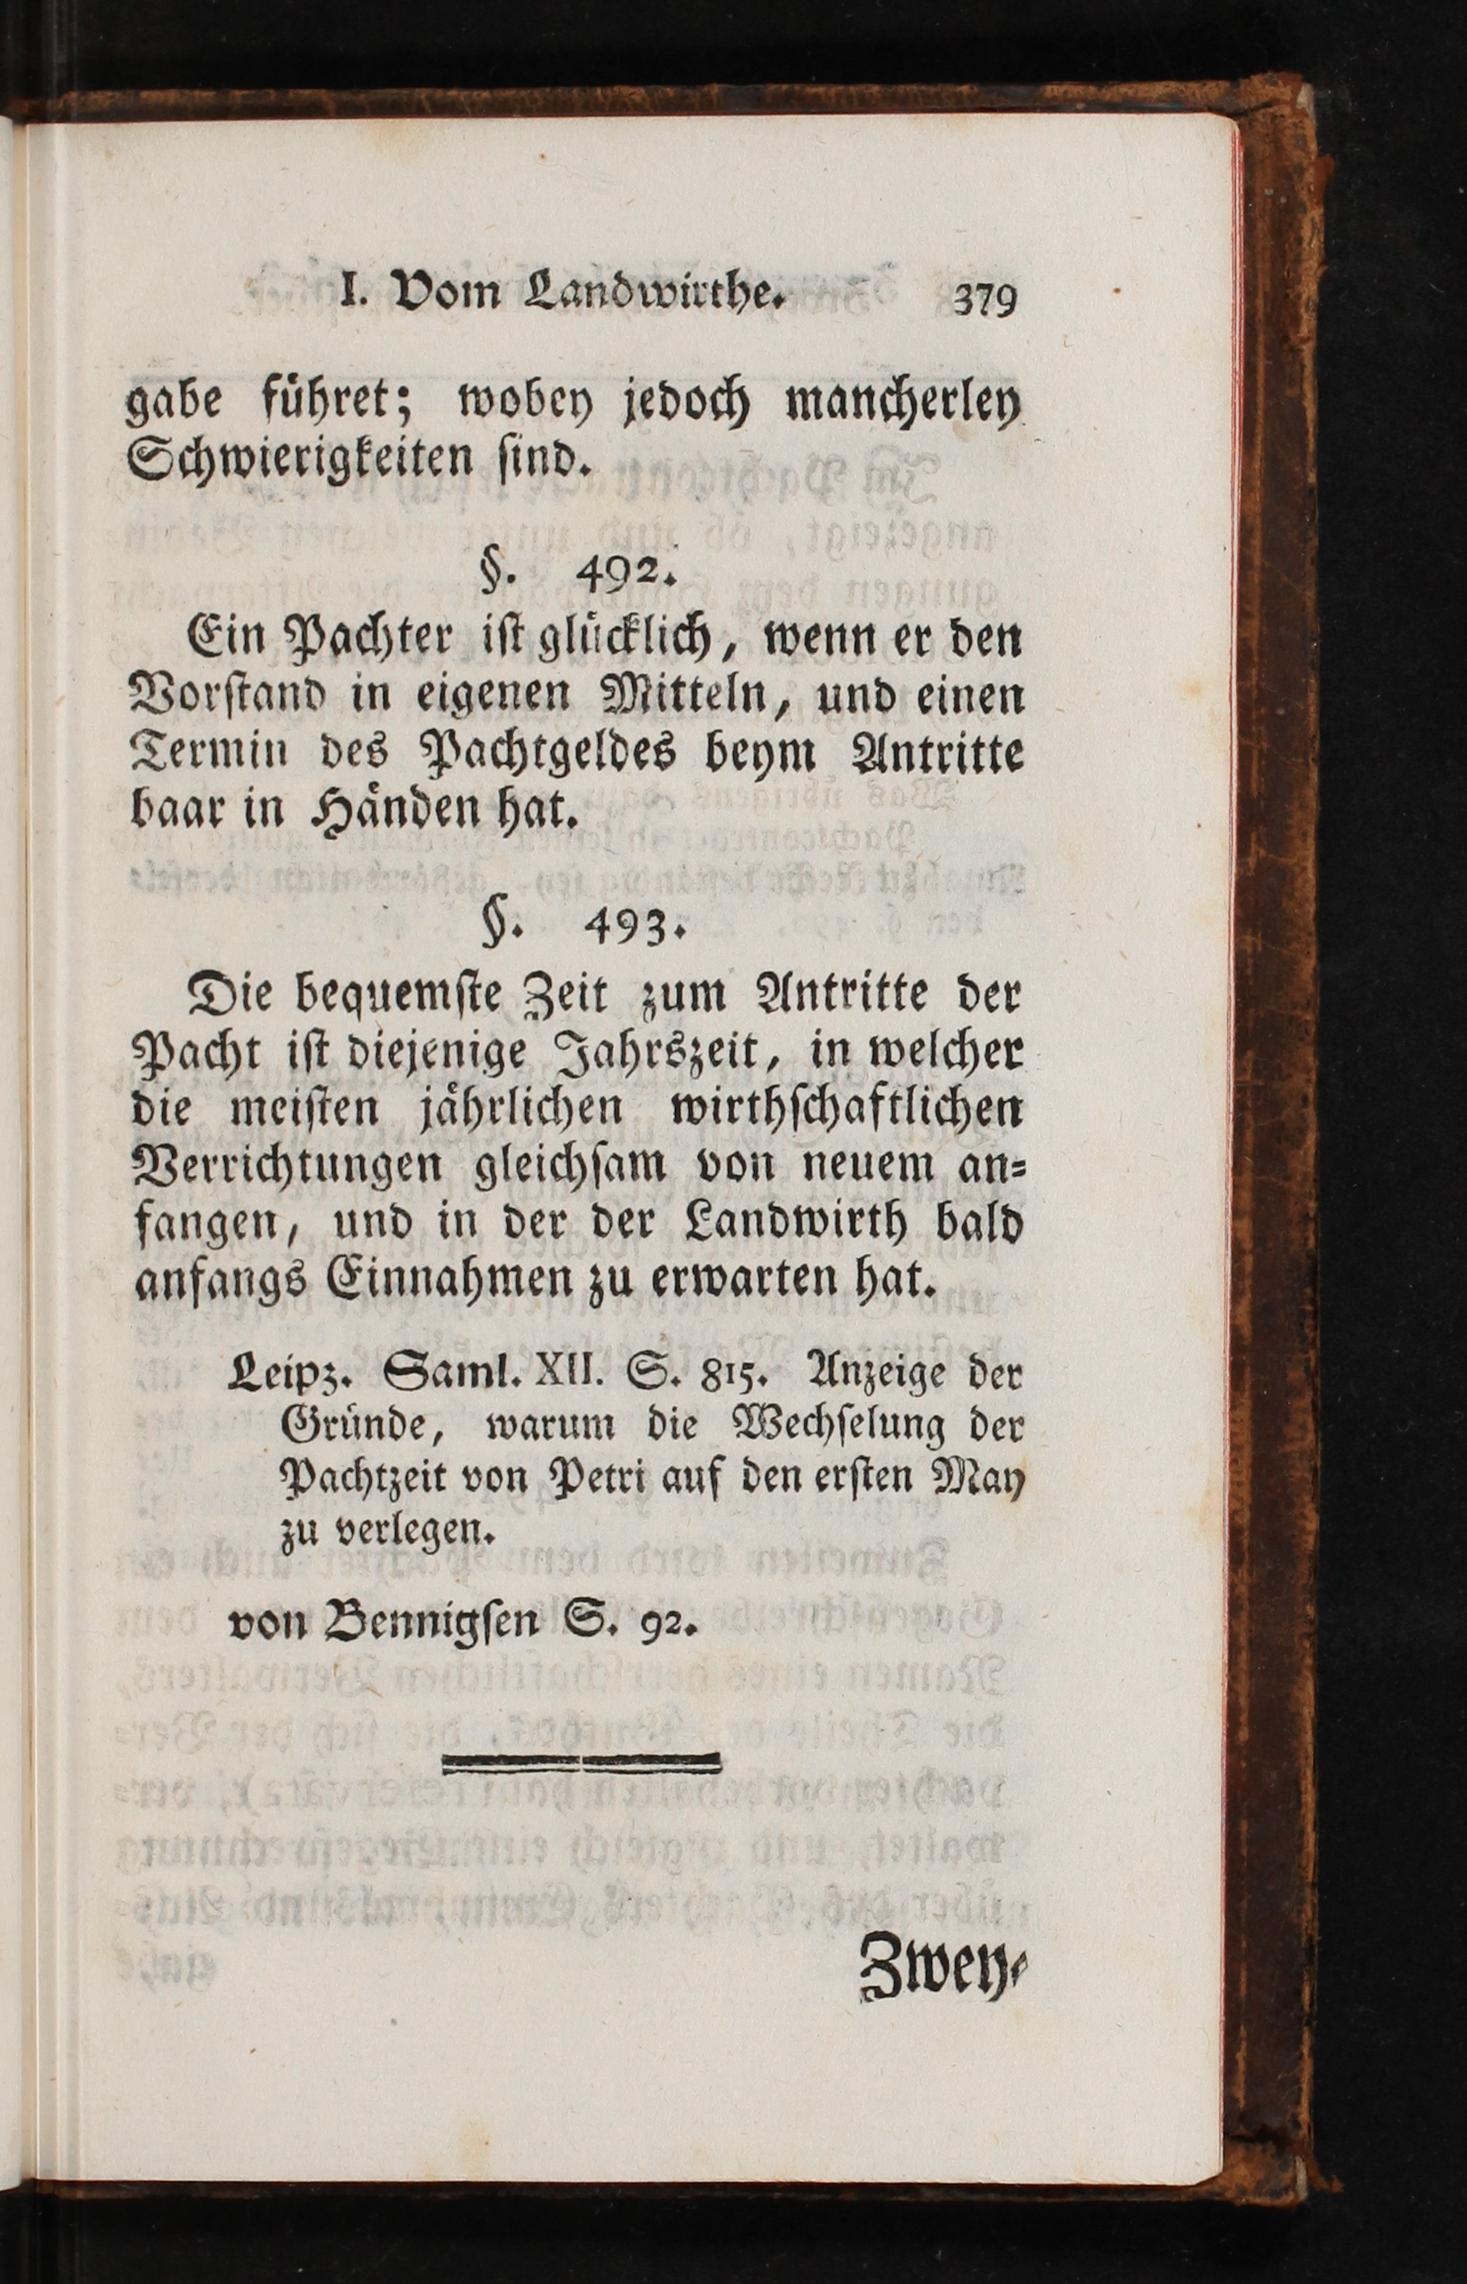 I. Vom Landwirthe. 379
gabe führet; wobey jedoch mancherley
Schwierigkeiten ſind.
§. 492.
Ein Pachter iſt glücklich, wenn er den
Vorſtand in eigenen Mitteln, und einen
Termin des Pachtgeldes beym Antritte
baar in Händen hat.
§. 493.
Die bequemſte Zeit zum Antritte der
Pacht iſt diejenige Jahrszeit, in welcher
die meiſten jährlichen wirthſchaftlichen
Verrichtungen gleichſam von neuem an-
fangen, und in der der Landwirth bald
anfangs Einnahmen zu erwarten hat.
Leipz. Saml. XII. S. 815. Anzeige der
Gründe, warum die Wechſelung der
Pachtzeit von Petri auf den erſten May
zu verlegen.
von Bennigſen S. 92.
Zwey-